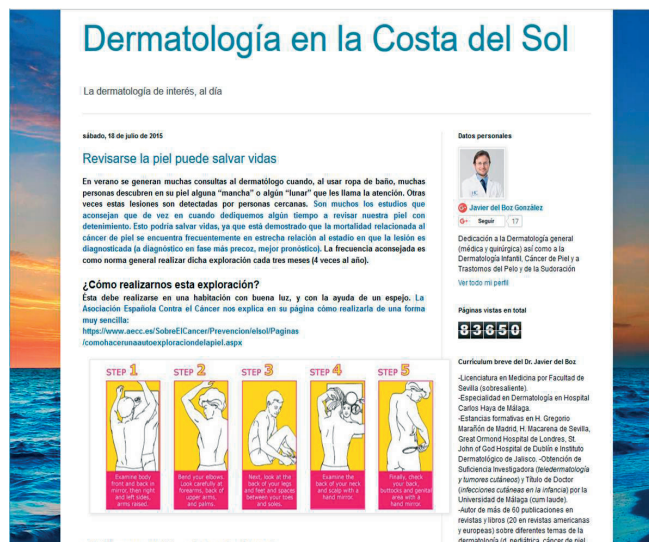 Dermatología en la Costa del Sol
La dermatología de interés, al día
sábado, 18 de julio de 2015
Revisarse la piel puede salvar vidas
En verano se generan muchas consultas al dermatólogo cuando, al usar ropa de baño, muchas
personas descubren en su piel alguna "mancha" o algún "lunar" que les llama la atención. Otras
veces estas lesiones son detectadas por personas cercanas. Son muchos los estudios que
aconsejan que de vez en cuando dediquemos algún tiempo a revisar nuestra piel con
detenimiento. Esto podría salvar vidas, ya que está demostrado que la mortalidad relacionada al
cáncer de piel se encuentra frecuentemente en estrecha relación al estadio en que la lesión es
diagnosticada (a diagnóstico en fase más precoz, mejor pronóstico). La frecuencia aconsejada es
como norma general realizar dicha exploración cada tres meses (4 veces al año).
¿Cómo realizarnos esta exploración?
Ésta debe realizarse en una habitación con buena luz, y con la ayuda de un espejo. La
Asociación Española Contra el Cáncer nos explica en su página cómo realizarla de una forma
muy sencilla:
https://www.aecc.es/SobreElCancer/Prevencion/elsol/Paginas
/comohacerunaautoexploraciondelapiel.aspx
STEP 1
Examine body
front and back in
mirror, then right
and left sides,
arms raised.
STEP 2
Bend your elbows.
Look carefully at
forearms, back of
upper arms,
and palms.
STEP 3
Next, look at the
back of your legs
and feet and spaces
between your toes
and soles.
STEP 4
Examine the
back of your neck
and scalp with a
hand mirror.
STEP 5
Finally, check
your back,
buttocks and genital
area with a
hand mirror.
Datos personales
G+ Javier del Boz González
G+ Seguir 17
Dedicación a la Dermatología general
(médica y quirúrgica) así como a la
Dermatología Infantil, Cáncer de Piel y a
Trastornos del Pelo y de la Sudoración
Ver todo mi perfil
Páginas vistas en total
83650
Curriculum breve del Dr. Javier del Boz
-Licenciatura en Medicina por Facultad de
Sevilla (sobresaliente).
-Especialidad en Dermatología en Hospital
Carlos Haya de Málaga.
-Estancias formativas en H. Gregorio
Marañón de Madrid, H. Macarena de Sevilla,
Great Ormond Hospital de Londres, St.
John of God Hospital de Dublín e Instituto
Dermatológico de Jalisco. -Obtención de
Suficiencia Investigadora (teledermatología
y tumores cutáneos) y Título de Doctor
(infecciones cutáneas en la infancia) por la
Universidad de Málaga (cum laude).
-Autor de más de 60 publicaciones en
revistas y libros (20 en revistas americanas
y europeas) sobre diferentes temas de la
dermatología (d. pediátrica, cáncer de piel